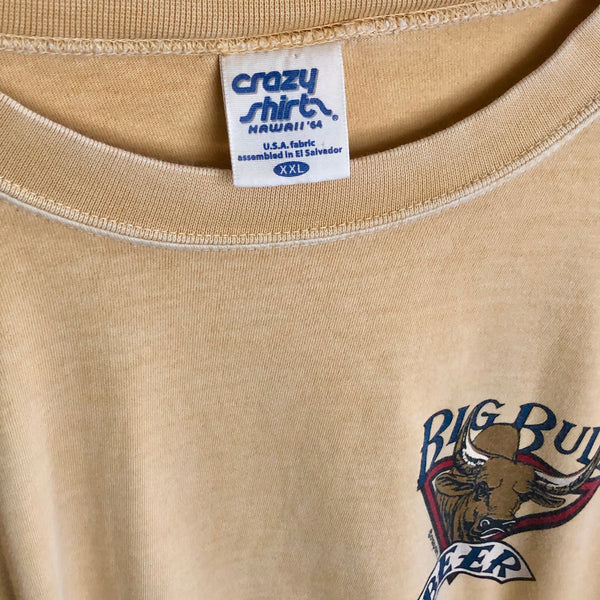 crazy
shirts®
HAWAII '64
U.S.A. fabric
assembled in El Salvador
XXL
BIG BUL
BEER